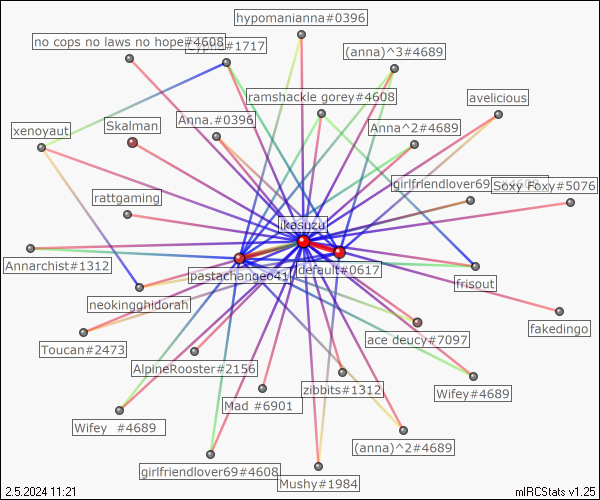 hypomanianna#0396
no cops no laws no hope#4608
cypha#1717
(anna)^3#4689
ramshackle gorey#4608
avelicious
xenoyaut
Skalman
Anna.#0396
Anna^2#4689
girlfriendlover69
Soxy Foxy#5076
rattgaming
ikasuzu
Annarchist#1312
pastachangeo41
default#0617
frisout
neokingghidorah
fakedingo
Toucan#2473
ace deucy#7097
AlpineRooster#2156
zibbits#1312
Wifey#4689
Mad #6901
Wifey #4689
(anna)^2#4689
girlfriendlover69#4608
Mushy#1984
2.5.2024 11:21
mIRCStats v1.25